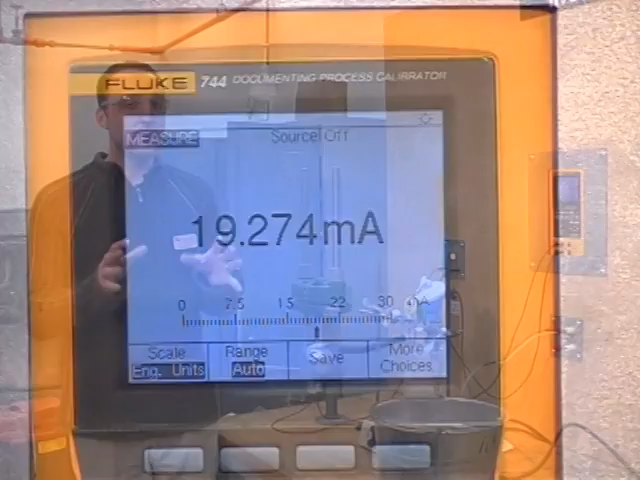 FLUKE 744 DOCUMENTING PROCESS CALIBRATOR
MEASURE Source Off
19.274mA
0 7.5 15 22 30 mA
Scale Range Save More
Eng. Units Auto Choices